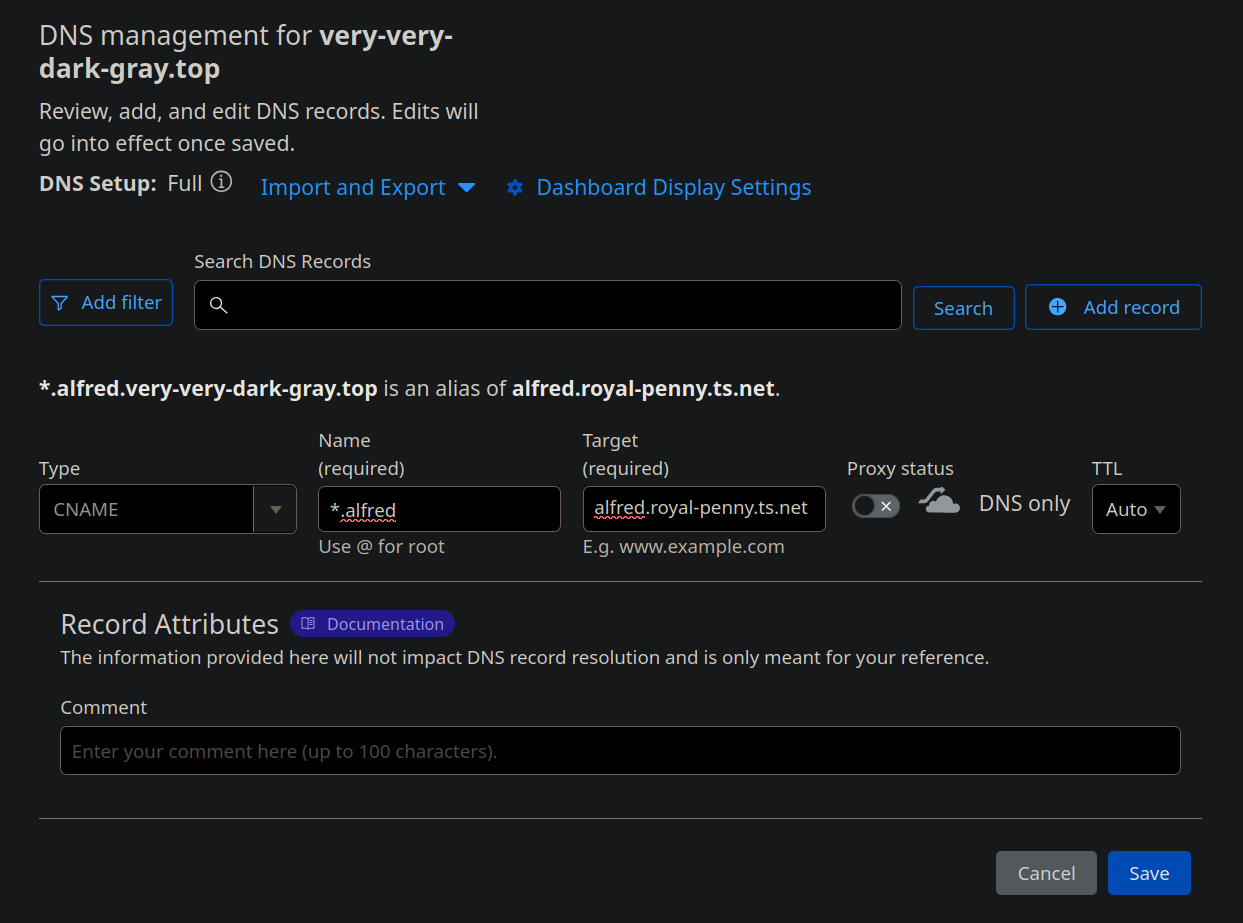 DNS management for very-very-
dark-gray.top
Review, add, and edit DNS records. Edits will
go into effect once saved.
DNS Setup: Full
Import and Export
Dashboard Display Settings
Search DNS Records
Add filter
Search
Add record
*.alfred.very-very-dark-gray.top is an alias of alfred.royal-penny.ts.net.
Type
Name
(required)
Target
(required)
Proxy status
TTL
CNAME
*.alfred
alfred.royal-penny.ts.net
DNS only
Auto
Use @ for root
E.g. www.example.com
Record Attributes
Documentation
The information provided here will not impact DNS record resolution and is only meant for your reference.
Comment
Enter your comment here (up to 100 characters).
Cancel
Save